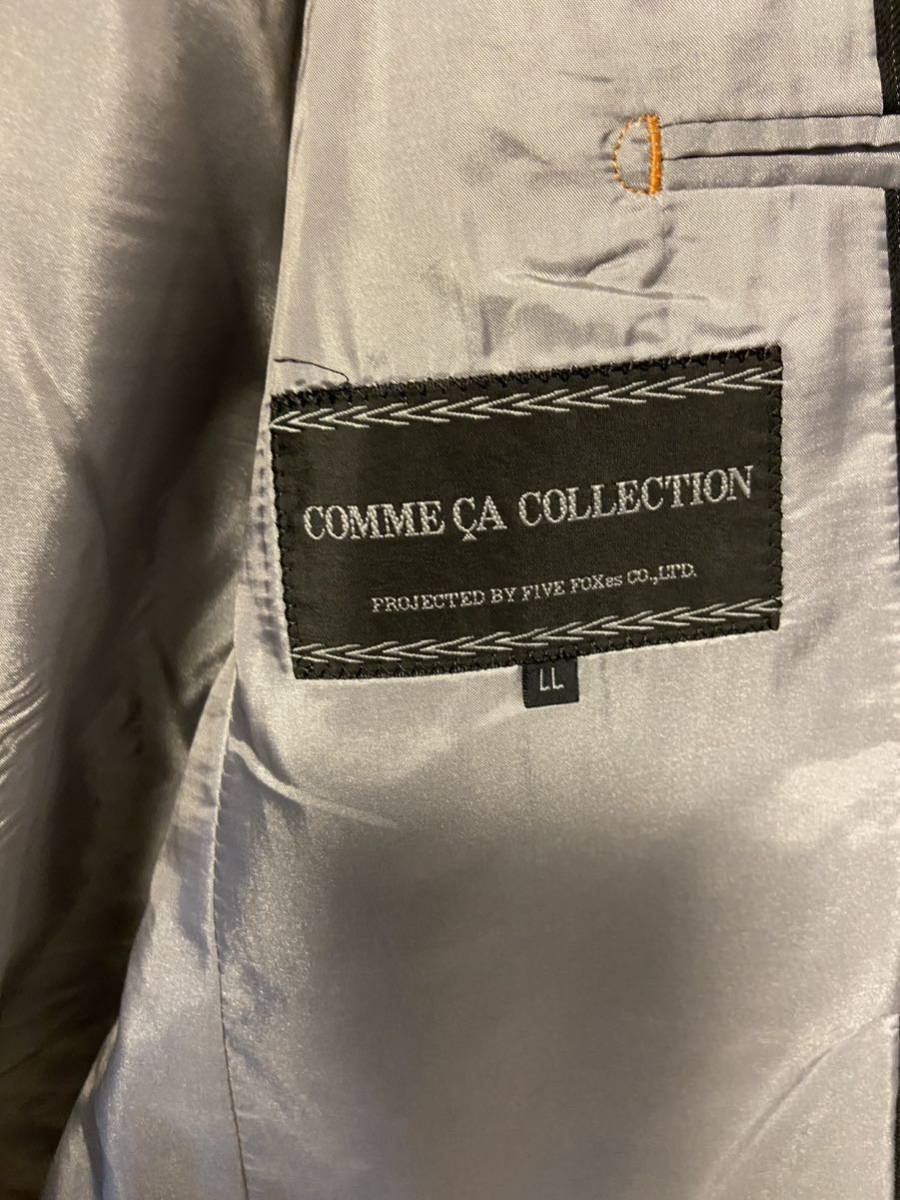 COMME ÇA COLLECTION
PROJECTED BY FIVE FOXes CO.,LTD.
LL